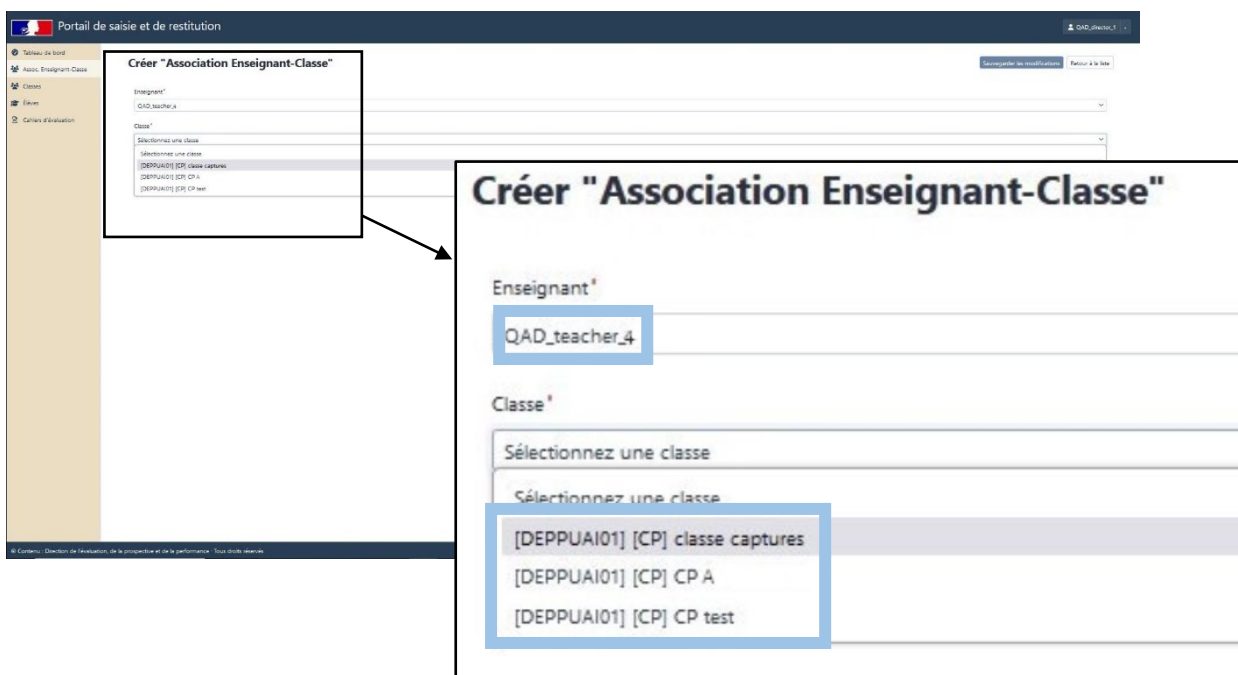 Portail de saisie et de restitution
QAD_director_1
Tableau de bord
Assoc. Enseignant-Classe
Classes
Élèves
Cahiers d'évaluation
Créer "Association Enseignant-Classe"
Sauvegarder les modifications
Retour à la liste
Enseignant*
QAD_teacher_4
Classe*
Sélectionnez une classe
Sélectionnez une classe
[DEPPUAI01] [CP] classe captures
[DEPPUAI01] [CP] CP A
[DEPPUAI01] [CP] CP test
© Contenu : Direction de l'évaluation, de la prospective et de la performance - Tous droits réservés
Créer "Association Enseignant-Classe"
Enseignant*
QAD_teacher_4
Classe*
Sélectionnez une classe
Sélectionnez une classe
[DEPPUAI01] [CP] classe captures
[DEPPUAI01] [CP] CP A
[DEPPUAI01] [CP] CP test